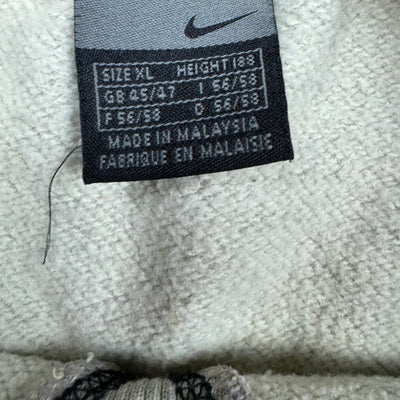 SIZE XL HEIGHT 188
GB 45/47 I 56/58
F 56/58 D 56/58
MADE IN MALAYSIA
FABRIQUE EN MALAISIE